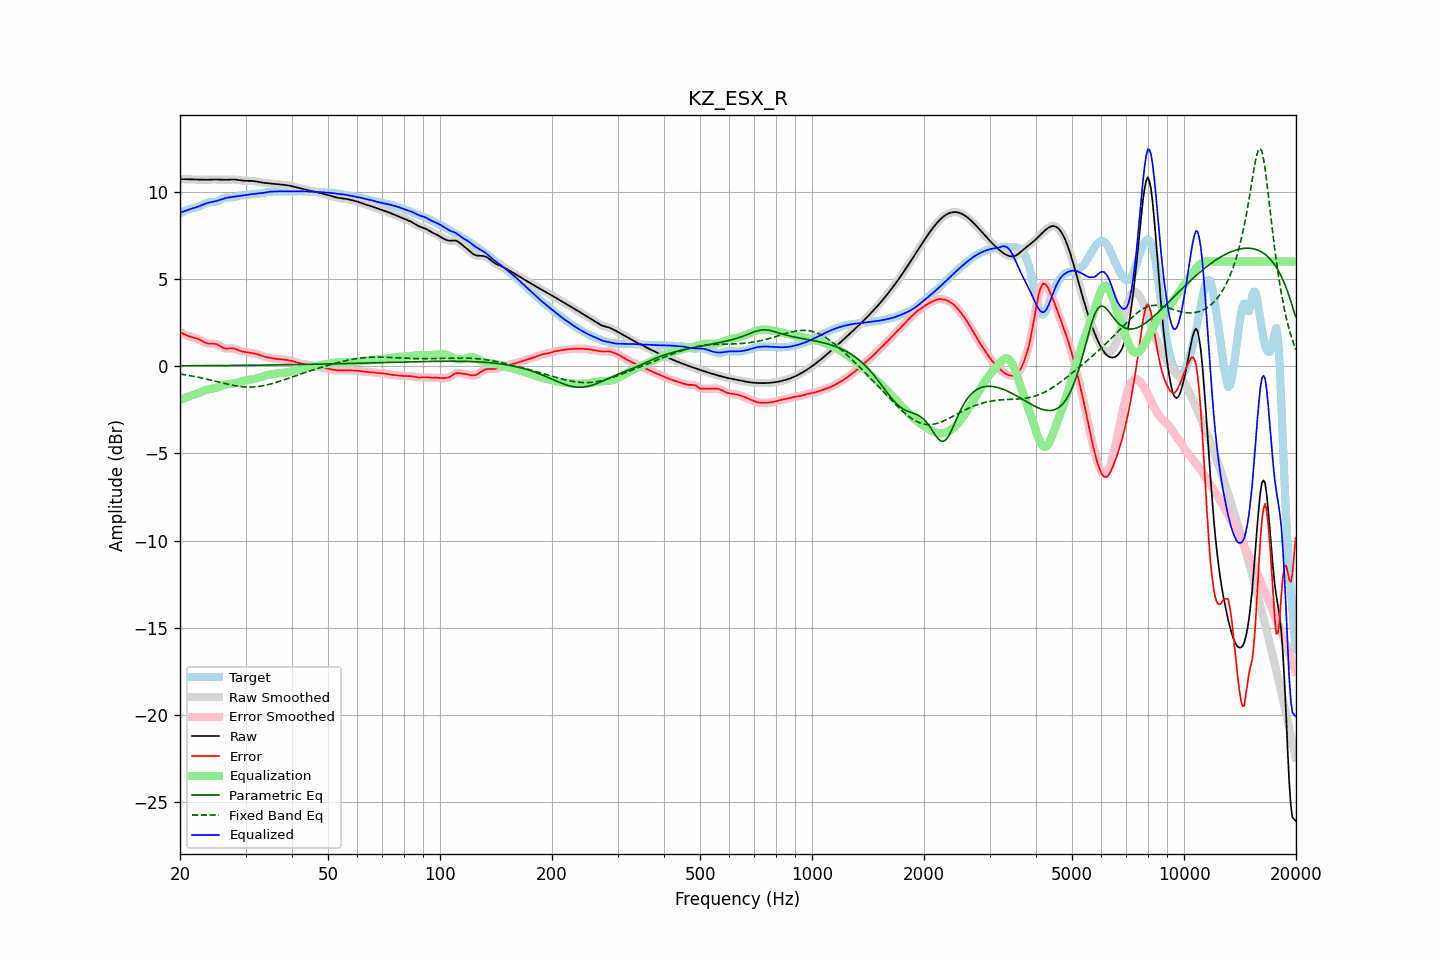 KZ_ESX_R
Amplitude (dBr)
10
5
0
−5
−10
−15
−20
−25
Target
Raw Smoothed
Error Smoothed
Raw
Error
Equalization
Parametric Eq
Fixed Band Eq
Equalized
20 50 100 200 500 1000 2000 5000 10000 20000
Frequency (Hz)